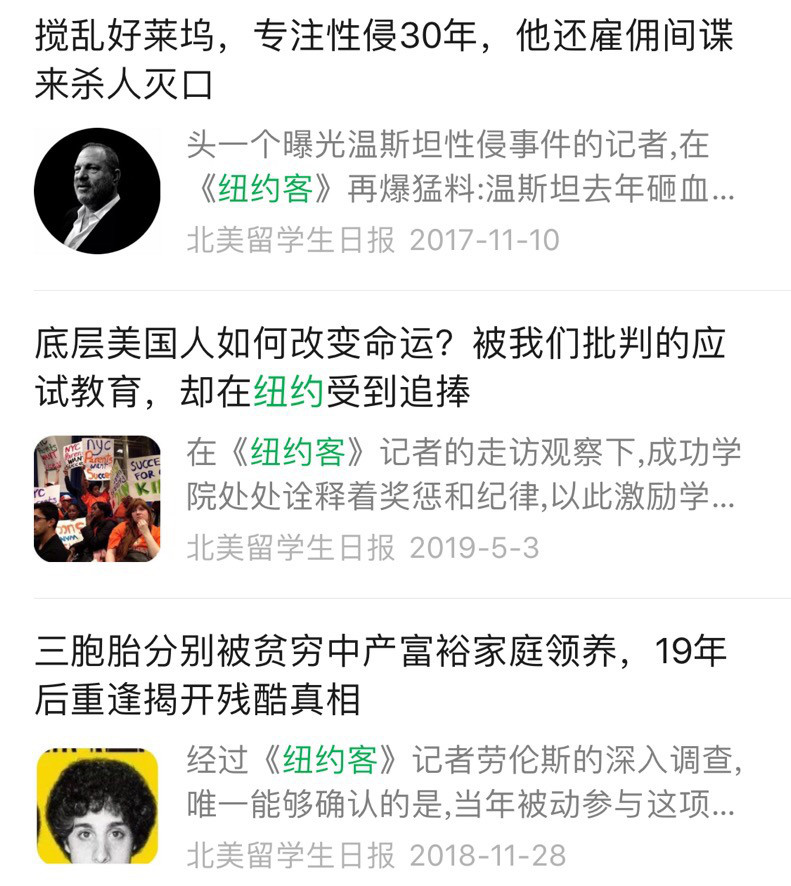 搅乱好莱坞，专注性侵30年，他还雇佣间谍
来杀人灭口
头一个曝光温斯坦性侵事件的记者,在
《纽约客》再爆猛料:温斯坦去年砸血...
北美留学生日报 2017-11-10
底层美国人如何改变命运？被我们批判的应
试教育，却在纽约受到追捧
在《纽约客》记者的走访观察下,成功学
院处处诠释着奖惩和纪律,以此激励学...
北美留学生日报 2019-5-3
三胞胎分别被贫穷中产富裕家庭领养，19年
后重逢揭开残酷真相
经过《纽约客》记者劳伦斯的深入调查,
唯一能够确认的是,当年被动参与这项...
北美留学生日报 2018-11-28